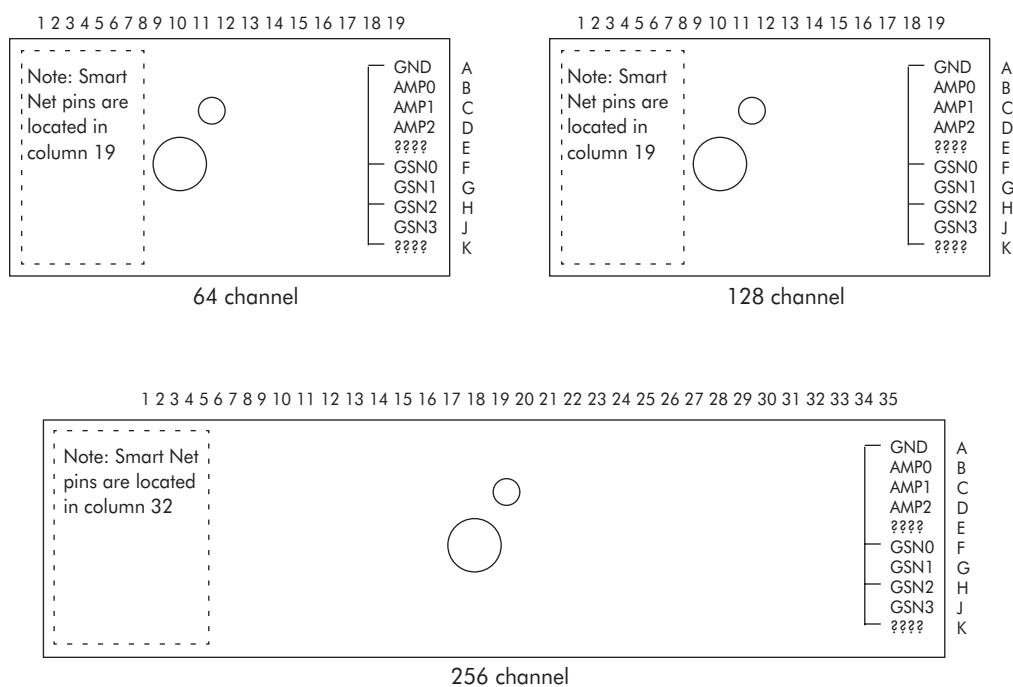 1 2 3 4 5 6 7 8 9 10 11 12 13 14 15 16 17 18 19
Note: Smart
Net pins are
located in
column 19
GND A
AMP0 B
AMP1 C
AMP2 D
???? E
GSN0 F
GSN1 G
GSN2 H
GSN3 J
???? K
64 channel
1 2 3 4 5 6 7 8 9 10 11 12 13 14 15 16 17 18 19
Note: Smart
Net pins are
located in
column 19
GND A
AMP0 B
AMP1 C
AMP2 D
???? E
GSN0 F
GSN1 G
GSN2 H
GSN3 J
???? K
128 channel
1 2 3 4 5 6 7 8 9 10 11 12 13 14 15 16 17 18 19 20 21 22 23 24 25 26 27 28 29 30 31 32 33 34 35
Note: Smart Net
pins are located
in column 32
GND A
AMP0 B
AMP1 C
AMP2 D
???? E
GSN0 F
GSN1 G
GSN2 H
GSN3 J
???? K
256 channel